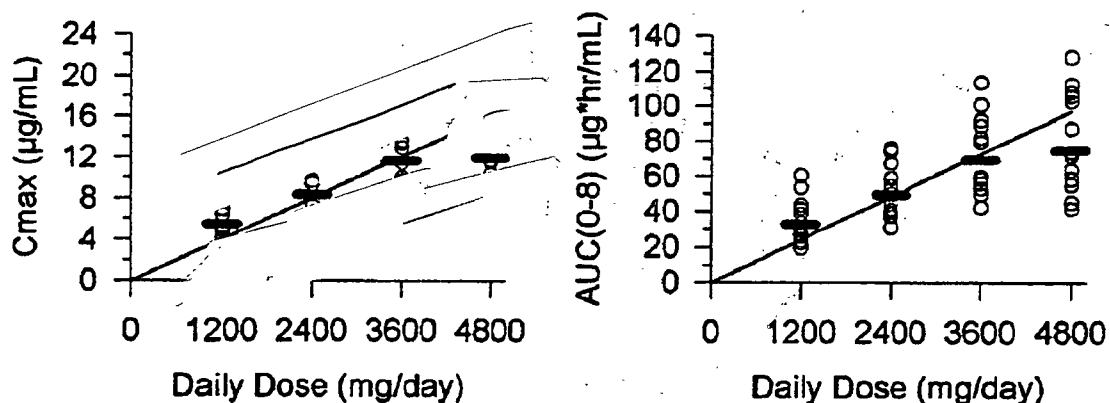 Cmax (µg/mL)
24
20
16
12
8
4
0
0 1200 2400 3600 4800
Daily Dose (mg/day)
AUC(0-8) (µg*hr/mL)
140
120
100
80
60
40
20
0
0 1200 2400 3600 4800
Daily Dose (mg/day)